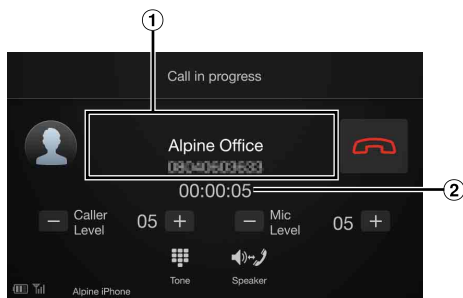 1
Call in progress
Alpine Office
00:00:05
2
− Caller Level 05 + − Mic Level 05 +
Tone Speaker
Alpine iPhone